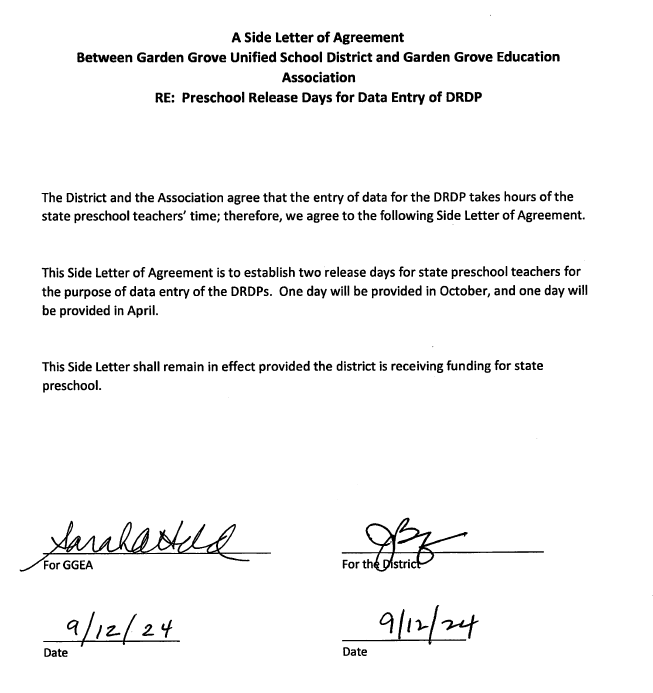 A Side Letter of Agreement
Between Garden Grove Unified School District and Garden Grove Education
Association
RE: Preschool Release Days for Data Entry of DRDP
The District and the Association agree that the entry of data for the DRDP takes hours of the
state preschool teachers' time; therefore, we agree to the following Side Letter of Agreement.
This Side Letter of Agreement is to establish two release days for state preschool teachers for
the purpose of data entry of the DRDPs. One day will be provided in October, and one day will
be provided in April.
This Side Letter shall remain in effect provided the district is receiving funding for state
preschool.
For GGEA
For the District
9/12/24
9/12/24
Date
Date